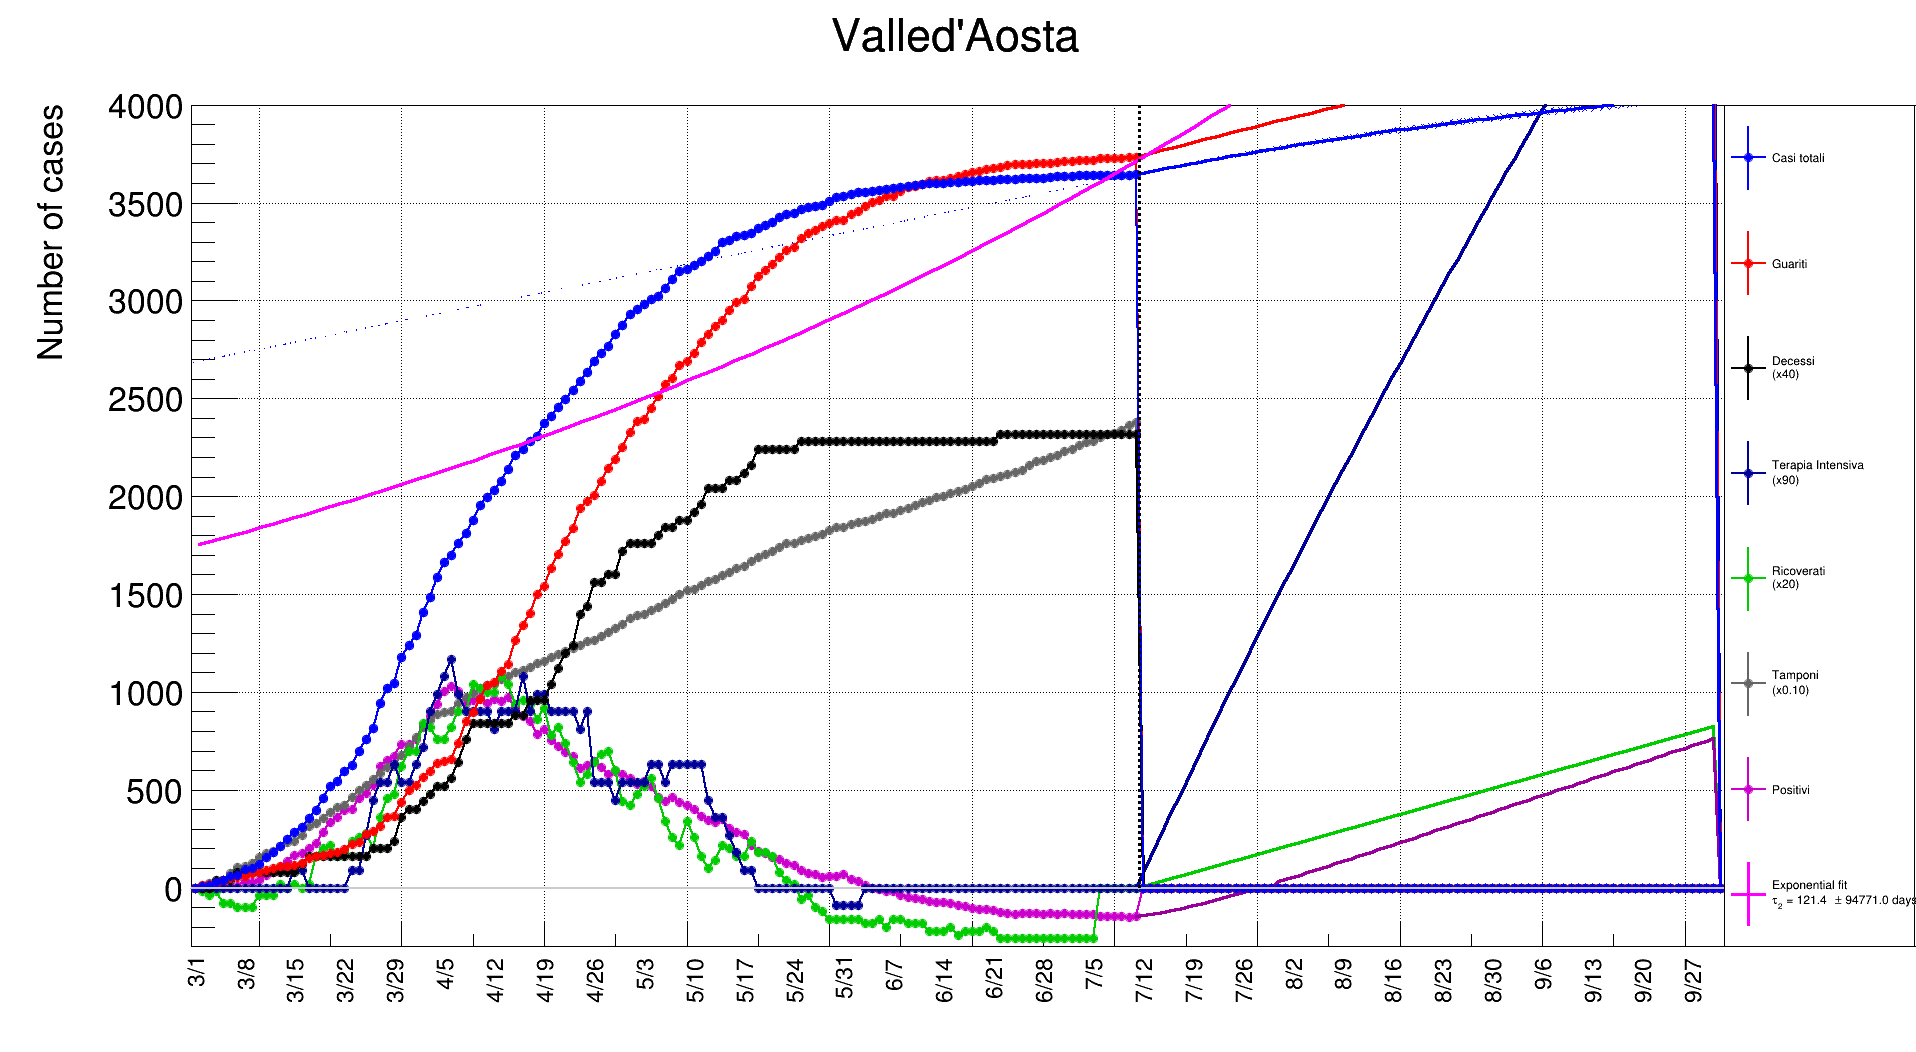 Valled'Aosta
Number of cases
4000
3500
3000
2500
2000
1500
1000
500
0
3/1
3/8
3/15
3/22
3/29
4/5
4/12
4/19
4/26
5/3
5/10
5/17
5/24
5/31
6/7
6/14
6/21
6/28
7/5
7/12
7/19
7/26
8/2
8/9
8/16
8/23
8/30
9/6
9/13
9/20
9/27
Casi totali
Guariti
Decessi
(x40)
Terapia Intensiva
(x90)
Ricoverati
(x20)
Tamponi
(x0.10)
Positivi
Exponential fit
τ2 = 121.4 ± 94771.0 days